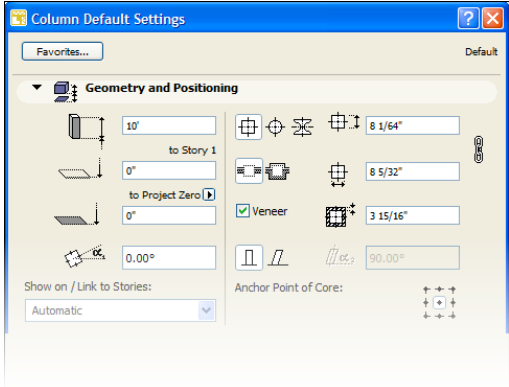 Column Default Settings
Favorites...
Default
Geometry and Positioning
10'
to Story 1
0"
to Project Zero
0"
α1
0.00°
Show on / Link to Stories:
Automatic
8 1/64"
8 5/32"
Veneer
3 15/16"
α2
90.00°
Anchor Point of Core: